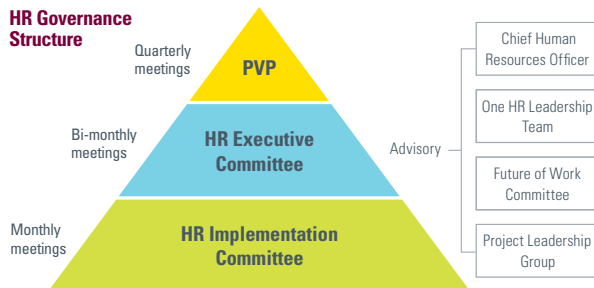 HR Governance
Structure
Quarterly
meetings
PVP
Bi-monthly
meetings
HR Executive
Committee
Monthly
meetings
HR Implementation
Committee
Advisory
Chief Human
Resources Officer
One HR Leadership
Team
Future of Work
Committee
Project Leadership
Group